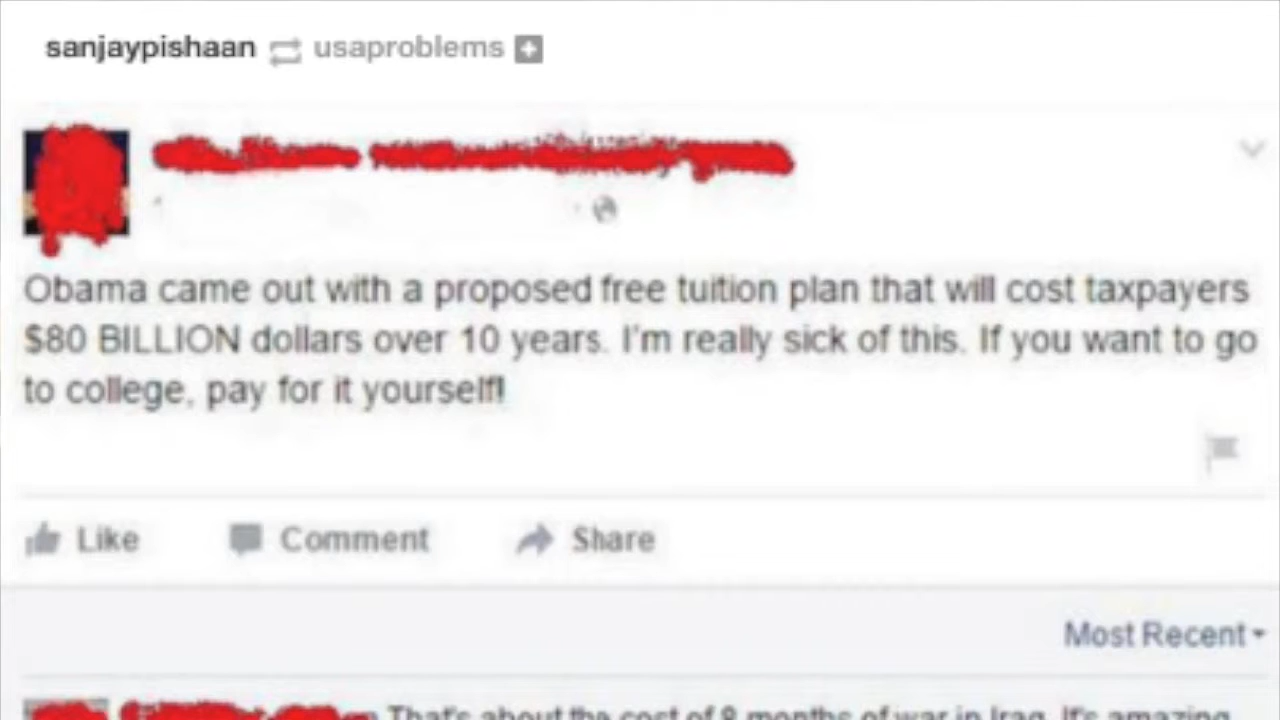 sanjaypishaan usaproblems
Obama came out with a proposed free tuition plan that will cost taxpayers
$80 BILLION dollars over 10 years. I'm really sick of this. If you want to go
to college, pay for it yourself!
Like Comment Share
Most Recent
That's about the cost of 8 months of war in Iraq. It's amazing